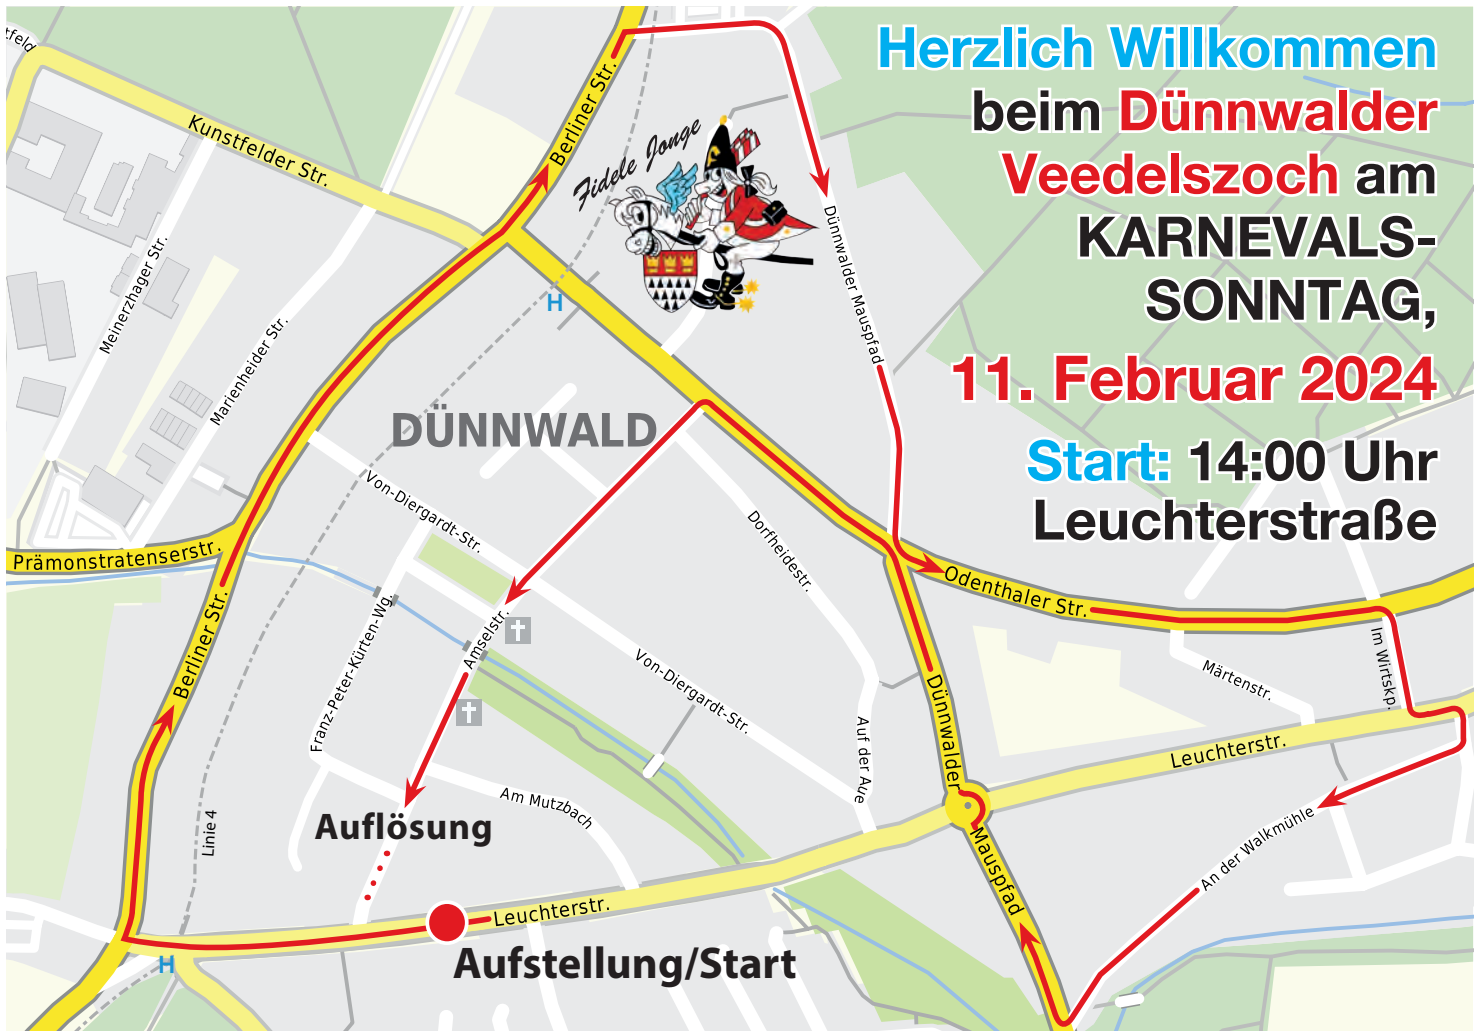 Herzlich Willkommen
beim Dünnwalder
Veedelszoch am
KARNEVALS-
SONNTAG,
11. Februar 2024
Start: 14:00 Uhr
Leuchterstraße
tfeld
Kunstfelder Str.
Berliner Str.
Fidele Jonge
Meinerzhager Str.
Marienheider Str.
Dünnwalder Mauspfad
H
DÜNNWALD
Von-Diergardt-Str.
Dorfheidestr.
Prämonstratenserstr.
Odenthaler Str.
Berliner Str.
Franz-Peter-Kürten-Wg.
Amselstr.
Von-Diergardt-Str.
Märtenstr.
Im Wirtskp.
Dünnwalder
Auf der Aue
Leuchterstr.
Am Mutzbach
Linie 4
Auflösung
An der Walkmühle
Mauspfad
Leuchterstr.
Aufstellung/Start
H